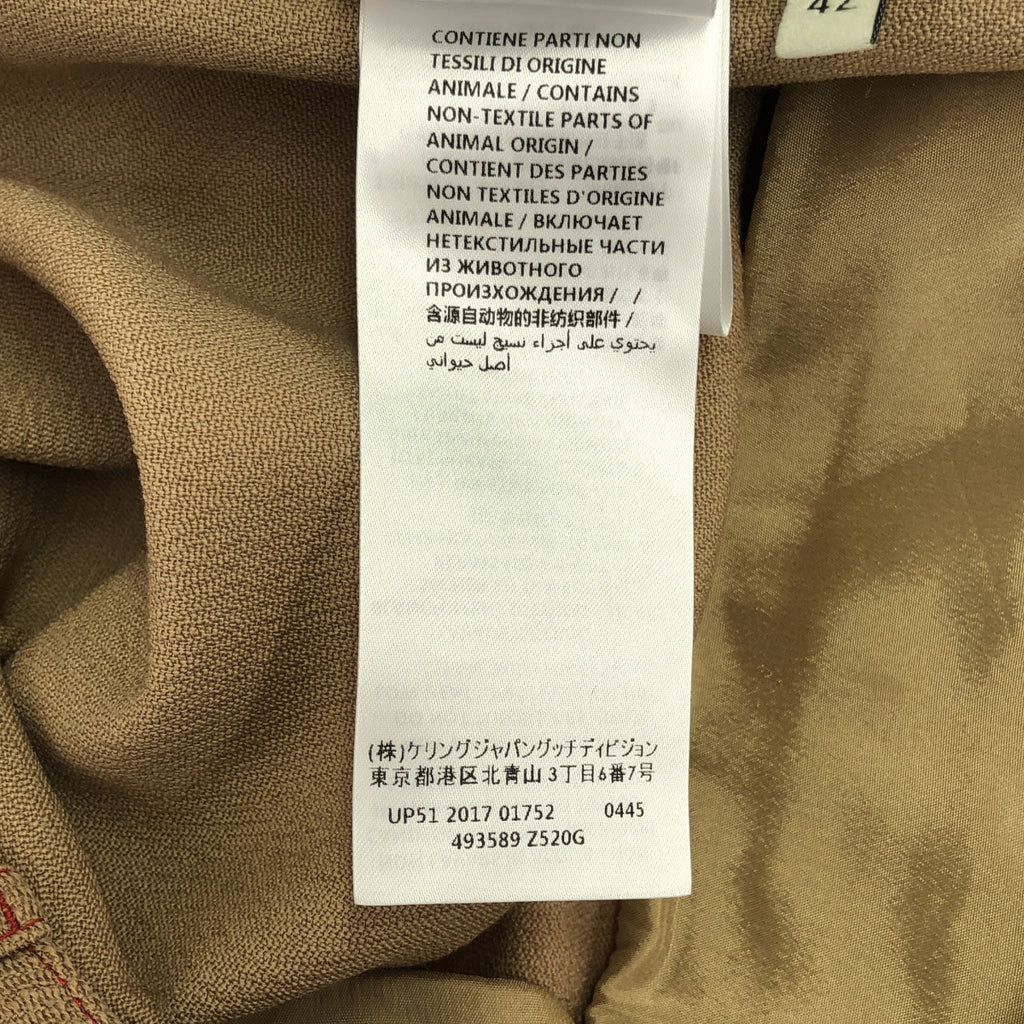 42
CONTIENE PARTI NON
TESSILI DI ORIGINE
ANIMALE / CONTAINS
NON-TEXTILE PARTS OF
ANIMAL ORIGIN /
CONTIENT DES PARTIES
NON TEXTILES D'ORIGINE
ANIMALE / ВКЛЮЧАЕТ
НЕТЕКСТИЛЬНЫЕ ЧАСТИ
ИЗ ЖИВОТНОГО
ПРОИЗХОЖДЕНИЯ / /
含源自动物的非纺织部件 /
يحتوي على أجزاء نسيج ليست من
أصل حيواني
(株)ケリングジャパングッチディビジョン
東京都港区北青山 3丁目6番7号
UP51 2017 01752 0445
493589 Z520G